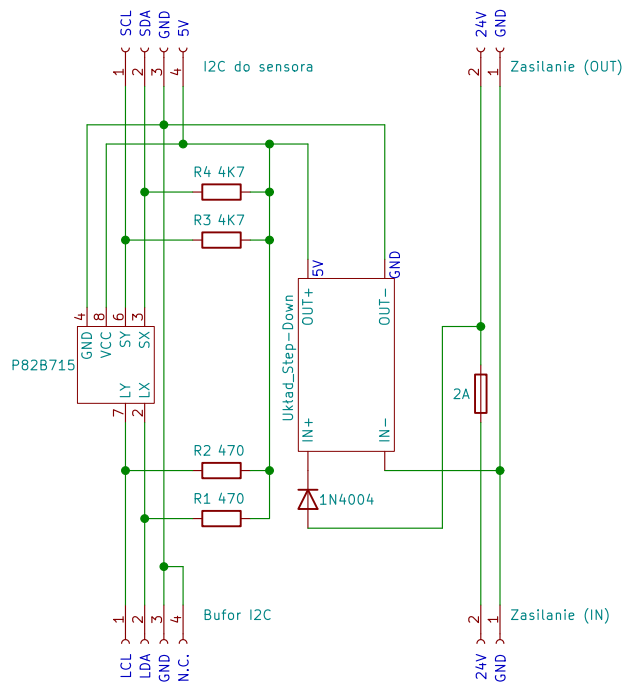 SCL
SDA
GND
5V
24V
GND
1
2
3
4
I2C do sensora
2
1
Zasilanie (OUT)
R4 4K7
R3 4K7
5V
GND
4
8
6
3
GND
VCC
SY
SX
OUT+
OUT-
Układ_Step-Down
P82B715
LY
LX
7
2
2A
IN+
IN-
R2 470
R1 470
1N4004
1
2
3
4
Bufor I2C
2
1
Zasilanie (IN)
LCL
LDA
GND
N.C.
24V
GND